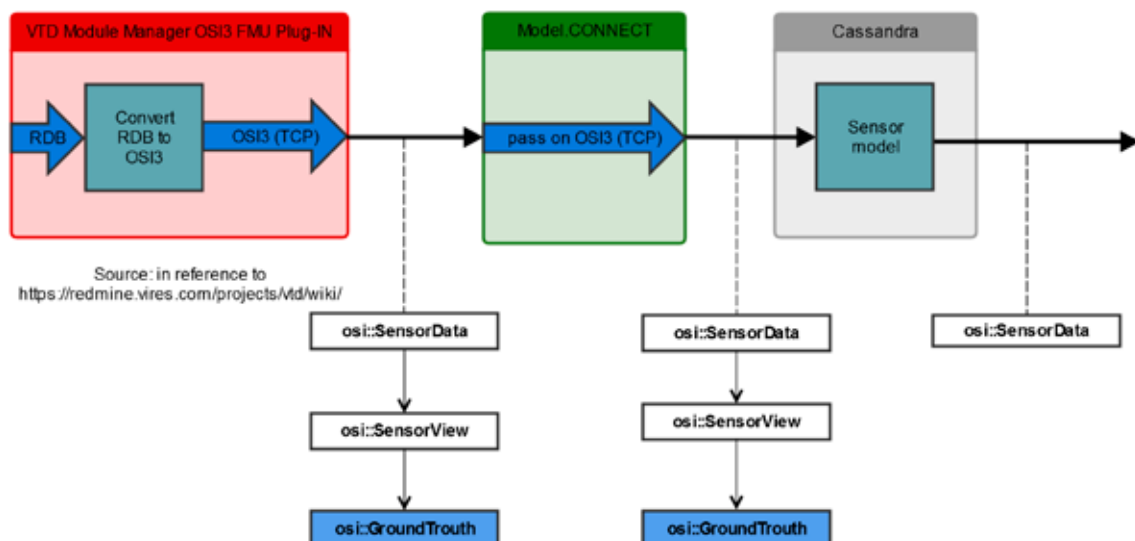 VTD Module Manager OSI3 FMU Plug-IN
Model.CONNECT
Cassandra
RDB
Convert
RDB to
OSI3
OSI3 (TCP)
pass on OSI3 (TCP)
Sensor
model
Source: in reference to
https://redmine.vires.com/projects/vtd/wiki/
osi::SensorData
osi::SensorData
osi::SensorData
osi::SensorView
osi::SensorView
osi::GroundTrouth
osi::GroundTrouth